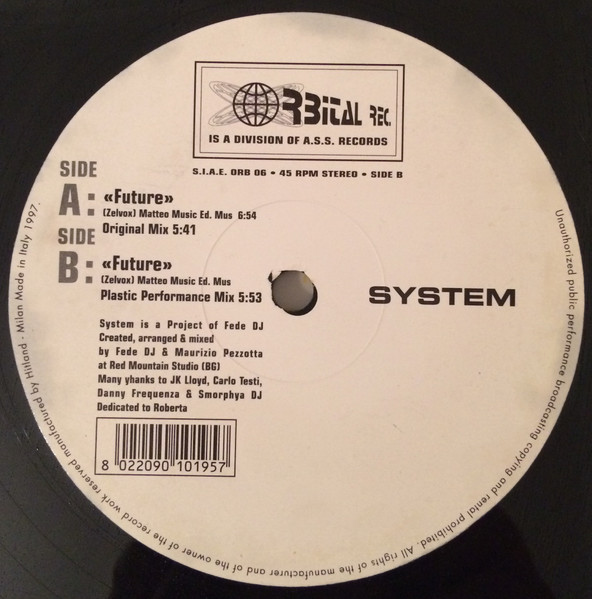 ORBITAL REC.
IS A DIVISION OF A.S.S. RECORDS
S.I.A.E. ORB 06 • 45 RPM STEREO • SIDE B
SIDE
A: «Future»
(Zelvox) Matteo Music Ed. Mus 6:54
Original Mix 5:41
SIDE
B: «Future»
(Zelvox) Matteo Music Ed. Mus
Plastic Performance Mix 5:53
SYSTEM
System is a Project of Fede DJ
Created, arranged & mixed
by Fede DJ & Maurizio Pezzotta
at Red Mountain Studio (BG)
Many yhanks to JK Lloyd, Carlo Testi,
Danny Frequenza & Smorphya DJ
Dedicated to Roberta
8 022090 101957
Unauthorized public performance broadcasting copying and rental prohibited. All rights of the manufacturer and of the owner of the record work reserved manufactured by Hitland - Milan Made in Italy 1997.